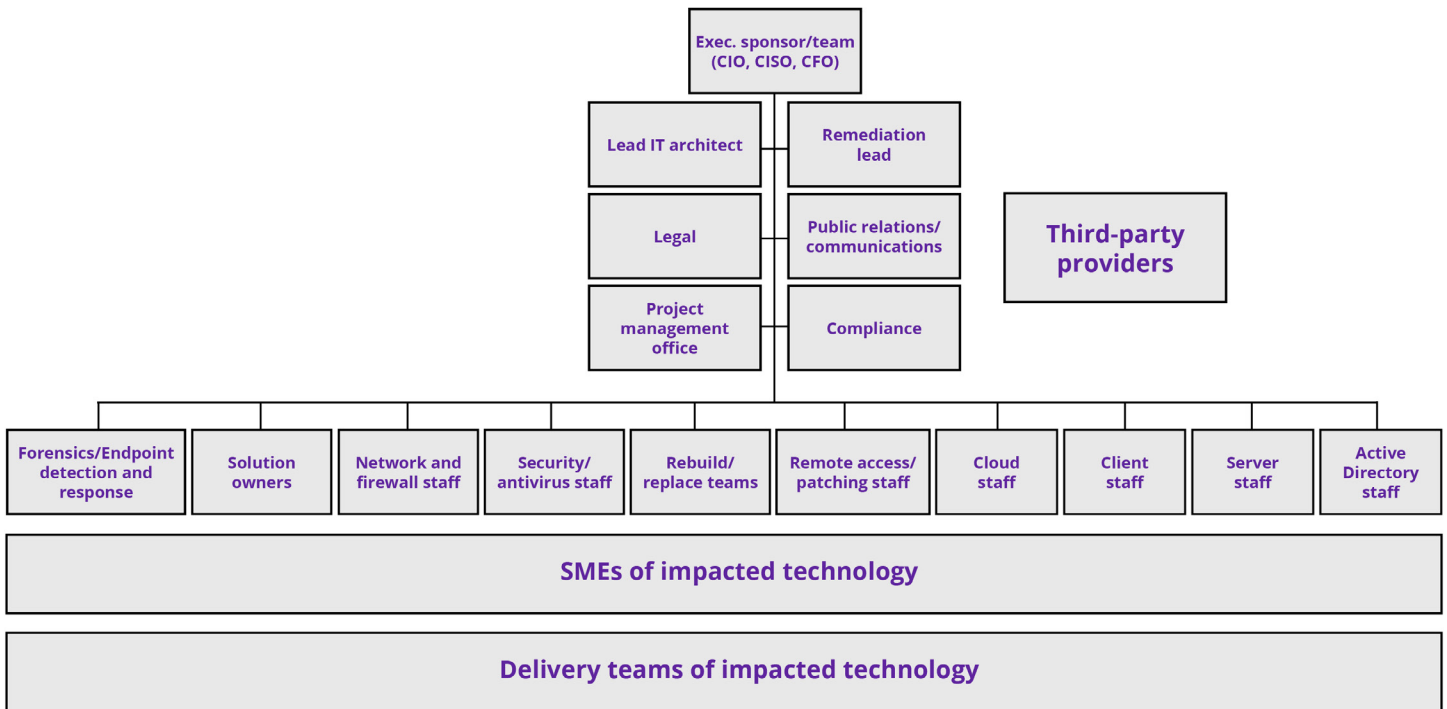 Exec. sponsor/team
(CIO, CISO, CFO)
Lead IT architect
Remediation
lead
Legal
Public relations/
communications
Third-party
providers
Project
management
office
Compliance
Forensics/Endpoint
detection and
response
Solution
owners
Network and
firewall staff
Security/
antivirus staff
Rebuild/
replace teams
Remote access/
patching staff
Cloud
staff
Client
staff
Server
staff
Active
Directory
staff
SMEs of impacted technology
Delivery teams of impacted technology